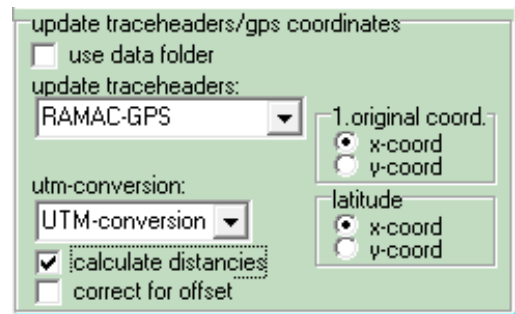 update traceheaders/gps coordinates
use data folder
update traceheaders:
RAMAC-GPS
1.original coord.
x-coord
y-coord
utm-conversion:
UTM-conversion
latitude
x-coord
y-coord
calculate distancies
correct for offset